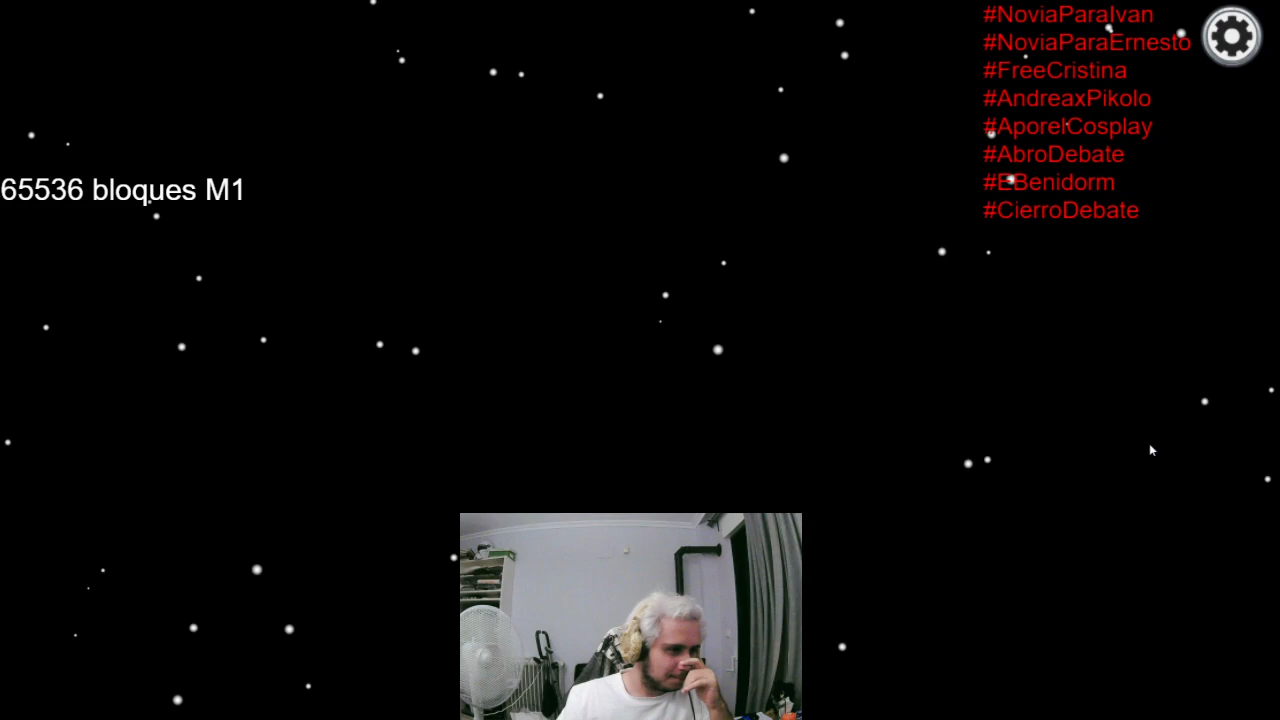 #NoviaParaIvan
#NoviaParaErnesto
#FreeCristina
#AndreaxPikolo
#AporelCosplay
#AbroDebate
#EBenidorm
#CierroDebate
65536 bloques M1